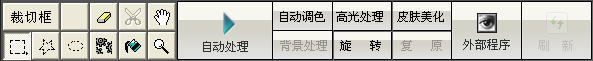 裁切框
自动处理
自动调色 高光处理 皮肤美化
背景处理 旋 转 复 原
外部程序
刷 新